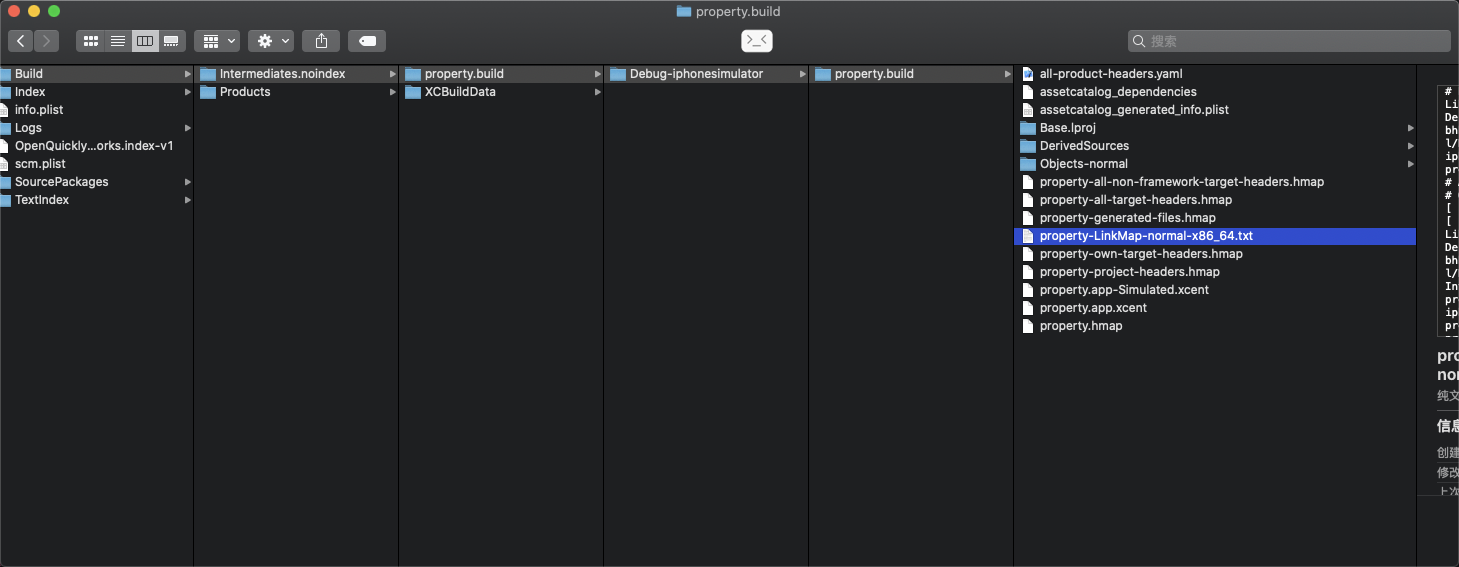 property.build
搜索
Build
Index
info.plist
Logs
OpenQuickly...orks.index-v1
scm.plist
SourcePackages
TextIndex
Intermediates.noindex
Products
property.build
XCBuildData
Debug-iphonesimulator
property.build
all-product-headers.yaml
assetcatalog_dependencies
assetcatalog_generated_info.plist
Base.lproj
DerivedSources
Objects-normal
property-all-non-framework-target-headers.hmap
property-all-target-headers.hmap
property-generated-files.hmap
property-LinkMap-normal-x86_64.txt
property-own-target-headers.hmap
property-project-headers.hmap
property.app-Simulated.xcent
property.app.xcent
property.hmap
#
Li
De
bh
l/
ip
pr
#
#
[
[
Li
De
bh
l/
In
pr
ip
pr
pro
nor
纯文
信息
创建
修改
上次